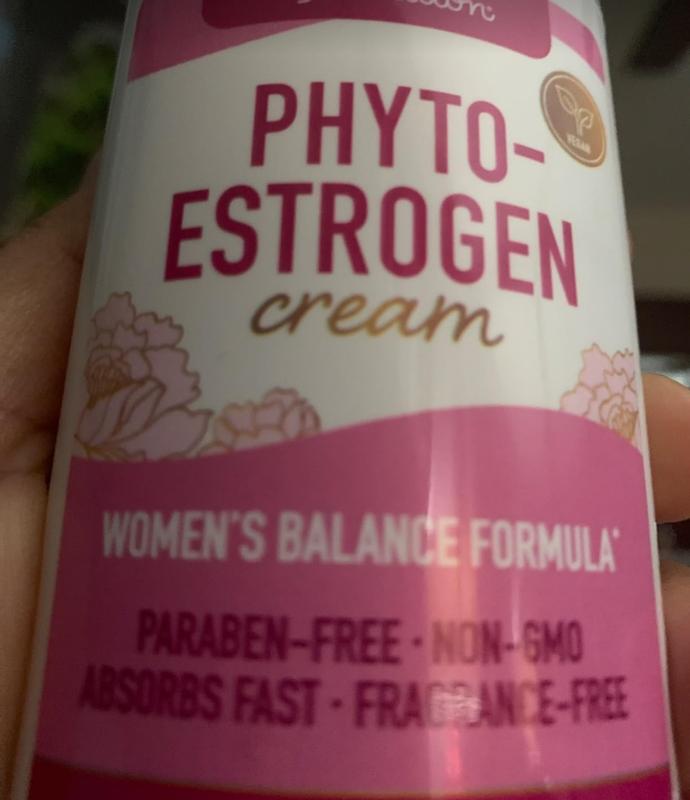 PHYTO-
VEGAN
ESTROGEN
cream
WOMEN'S BALANCE FORMULA*
PARABEN-FREE · NON-GMO
ABSORBS FAST · FRAGRANCE-FREE